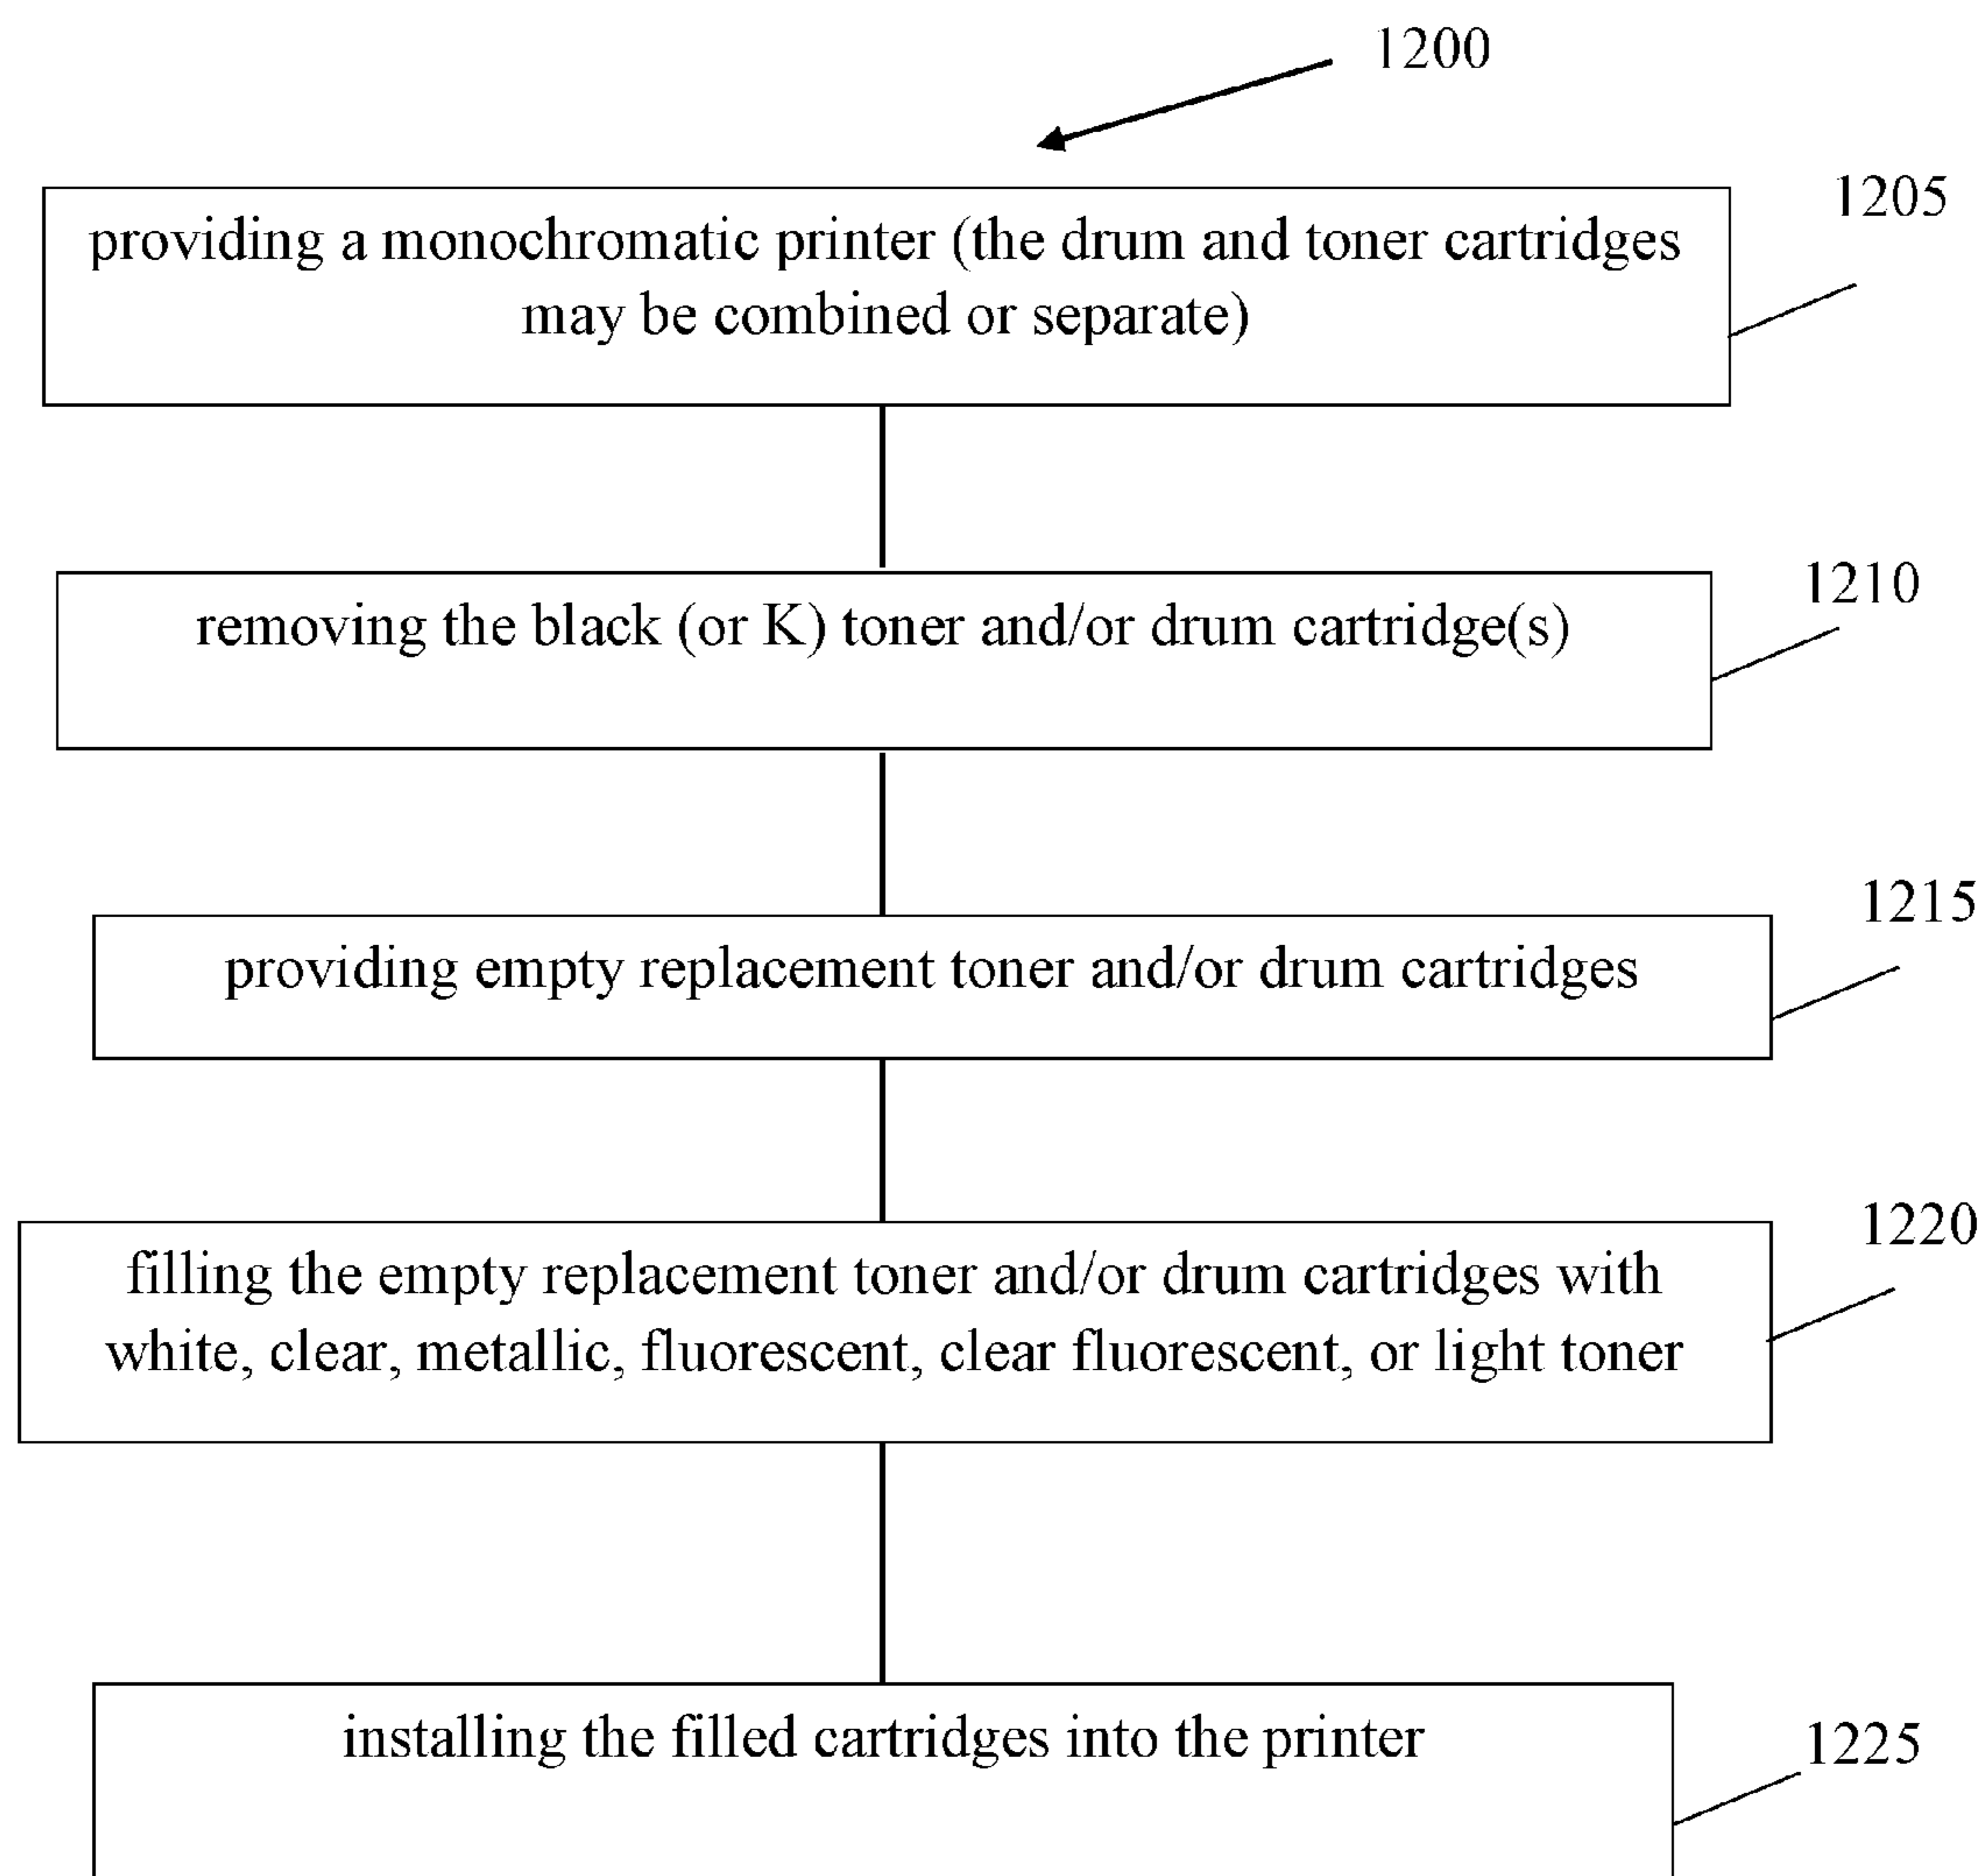 1200
1205
providing a monochromatic printer (the drum and toner cartridges
may be combined or separate)
1210
removing the black (or K) toner and/or drum cartridge(s)
1215
providing empty replacement toner and/or drum cartridges
1220
filling the empty replacement toner and/or drum cartridges with
white, clear, metallic, fluorescent, clear fluorescent, or light toner
installing the filled cartridges into the printer
1225